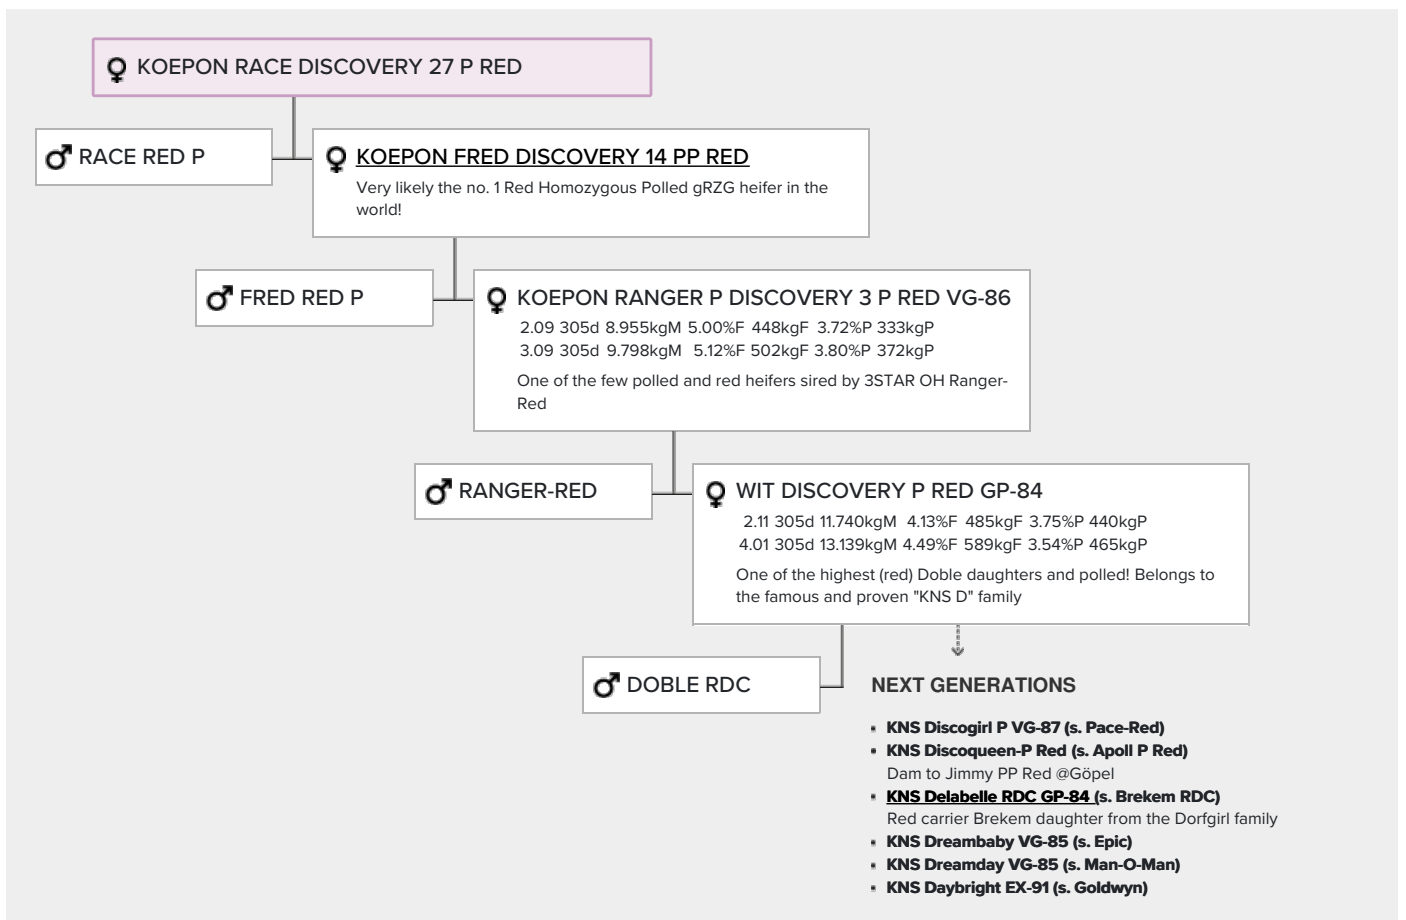 KOEPON RACE DISCOVERY 27 P RED
RACE RED P
KOEPON FRED DISCOVERY 14 PP RED
Very likely the no. 1 Red Homozygous Polled gRZG heifer in the
world!
FRED RED P
KOEPON RANGER P DISCOVERY 3 P RED VG-86
2.09 305d 8.955kgM 5.00%F 448kgF 3.72%P 333kgP
3.09 305d 9.798kgM 5.12%F 502kgF 3.80%P 372kgP
One of the few polled and red heifers sired by 3STAR OH Ranger-
Red
RANGER-RED
WIT DISCOVERY P RED GP-84
2.11 305d 11.740kgM 4.13%F 485kgF 3.75%P 440kgP
4.01 305d 13.139kgM 4.49%F 589kgF 3.54%P 465kgP
One of the highest (red) Doble daughters and polled! Belongs to
the famous and proven "KNS D" family
DOBLE RDC
NEXT GENERATIONS
KNS Discogirl P VG-87 (s. Pace-Red)
KNS Discoqueen-P Red (s. Apoll P Red)
Dam to Jimmy PP Red @Göpel
KNS Delabelle RDC GP-84 (s. Brekem RDC)
Red carrier Brekem daughter from the Dorfgirl family
KNS Dreambaby VG-85 (s. Epic)
KNS Dreamday VG-85 (s. Man-O-Man)
KNS Daybright EX-91 (s. Goldwyn)